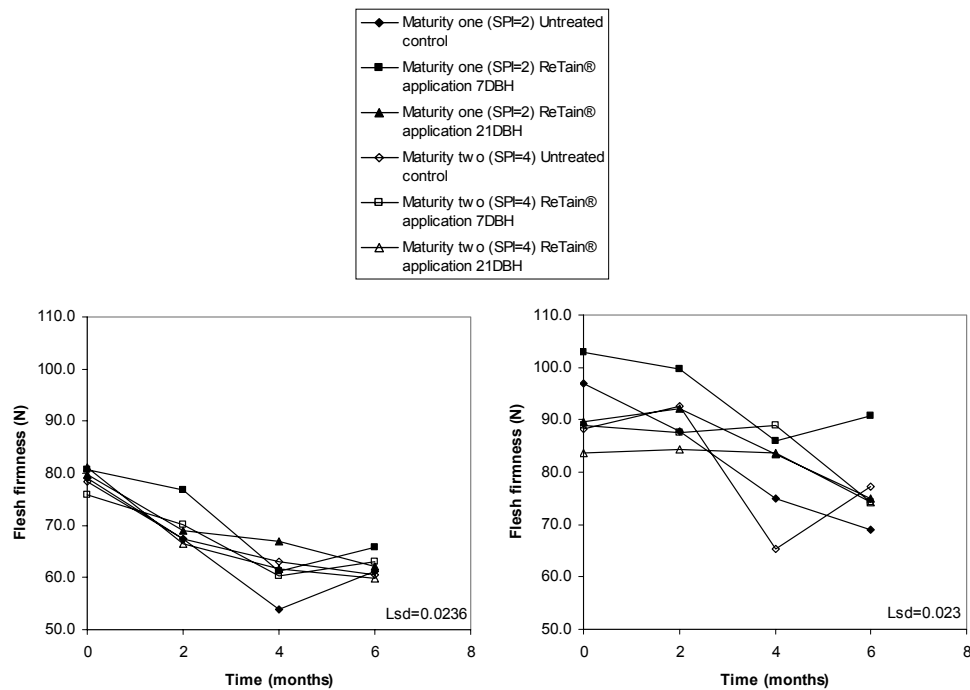 Maturity one (SPI=2) Untreated
control
Maturity one (SPI=2) ReTain®
application 7DBH
Maturity one (SPI=2) ReTain®
application 21DBH
Maturity two (SPI=4) Untreated
control
Maturity two (SPI=4) ReTain®
application 7DBH
Maturity two (SPI=4) ReTain®
application 21DBH
Flesh firmness (N)
110.0
100.0
90.0
80.0
70.0
60.0
50.0
Lsd=0.0236
0 2 4 6 8
Time (months)
Flesh firmness (N)
110.0
100.0
90.0
80.0
70.0
60.0
50.0
Lsd=0.023
0 2 4 6 8
Time (months)